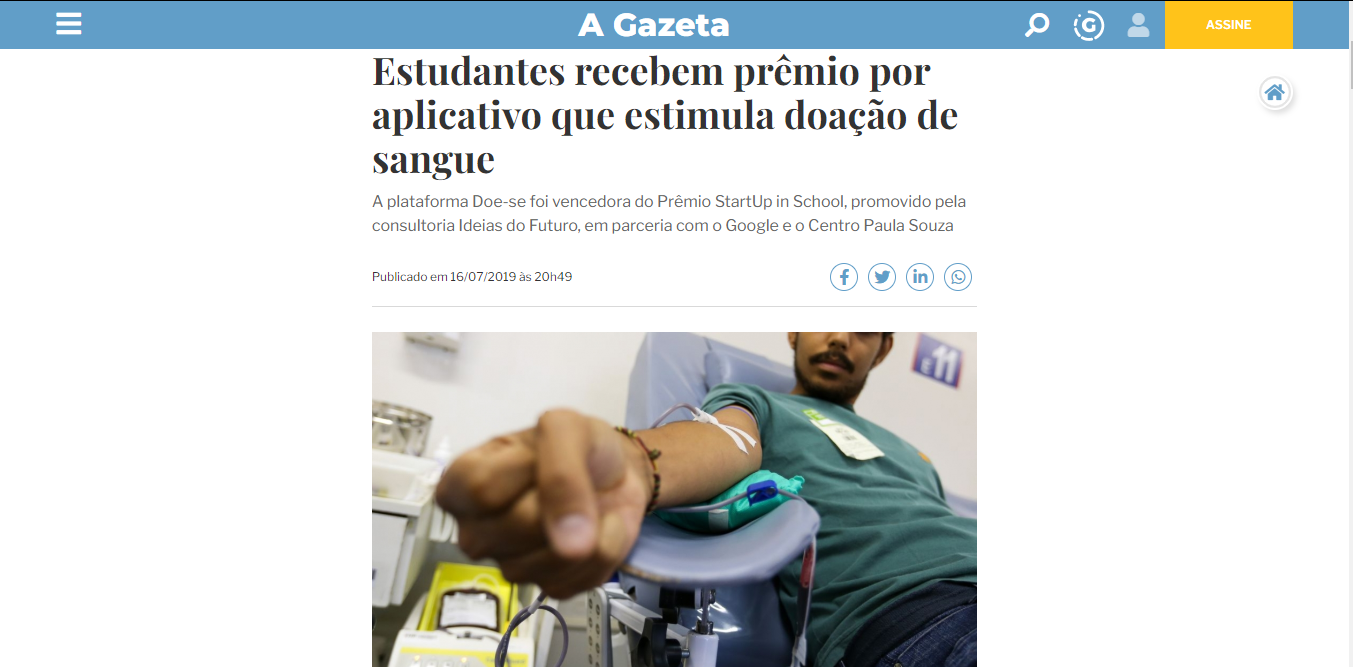 A Gazeta
G
ASSINE
Estudantes recebem prêmio por
aplicativo que estimula doação de
sangue
A plataforma Doe-se foi vencedora do Prêmio StartUp in School, promovido pela
consultoria Ideias do Futuro, em parceria com o Google e o Centro Paula Souza
Publicado em 16/07/2019 às 20h49
E 11